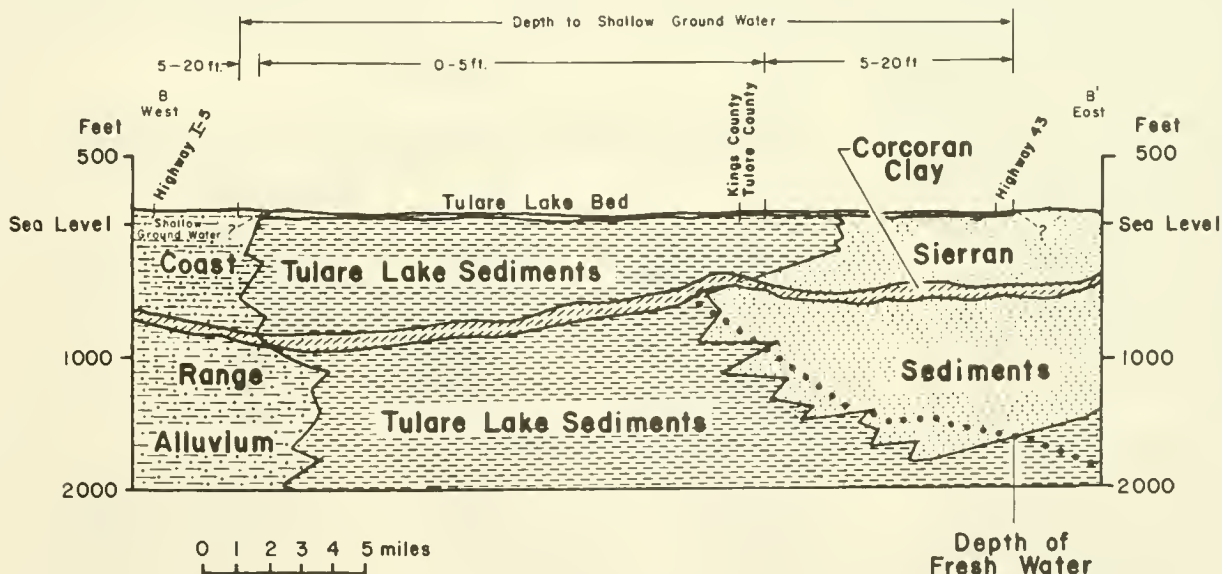 Depth to Shallow Ground Water
5-20 ft.
0-5 ft.
5-20 ft
B
West
Highway I-5
Kings County
Tulare County
Highway 43
B'
East
Feet
500
Corcoran
Clay
Feet
500
Tulare Lake Bed
Sea Level
Sea Level
Shallow
Ground Water
?
?
Coast
Tulare Lake Sediments
Sierran
1000
1000
Range
Sediments
Tulare Lake Sediments
Alluvium
2000
2000
0 1 2 3 4 5 miles
Depth of
Fresh Water